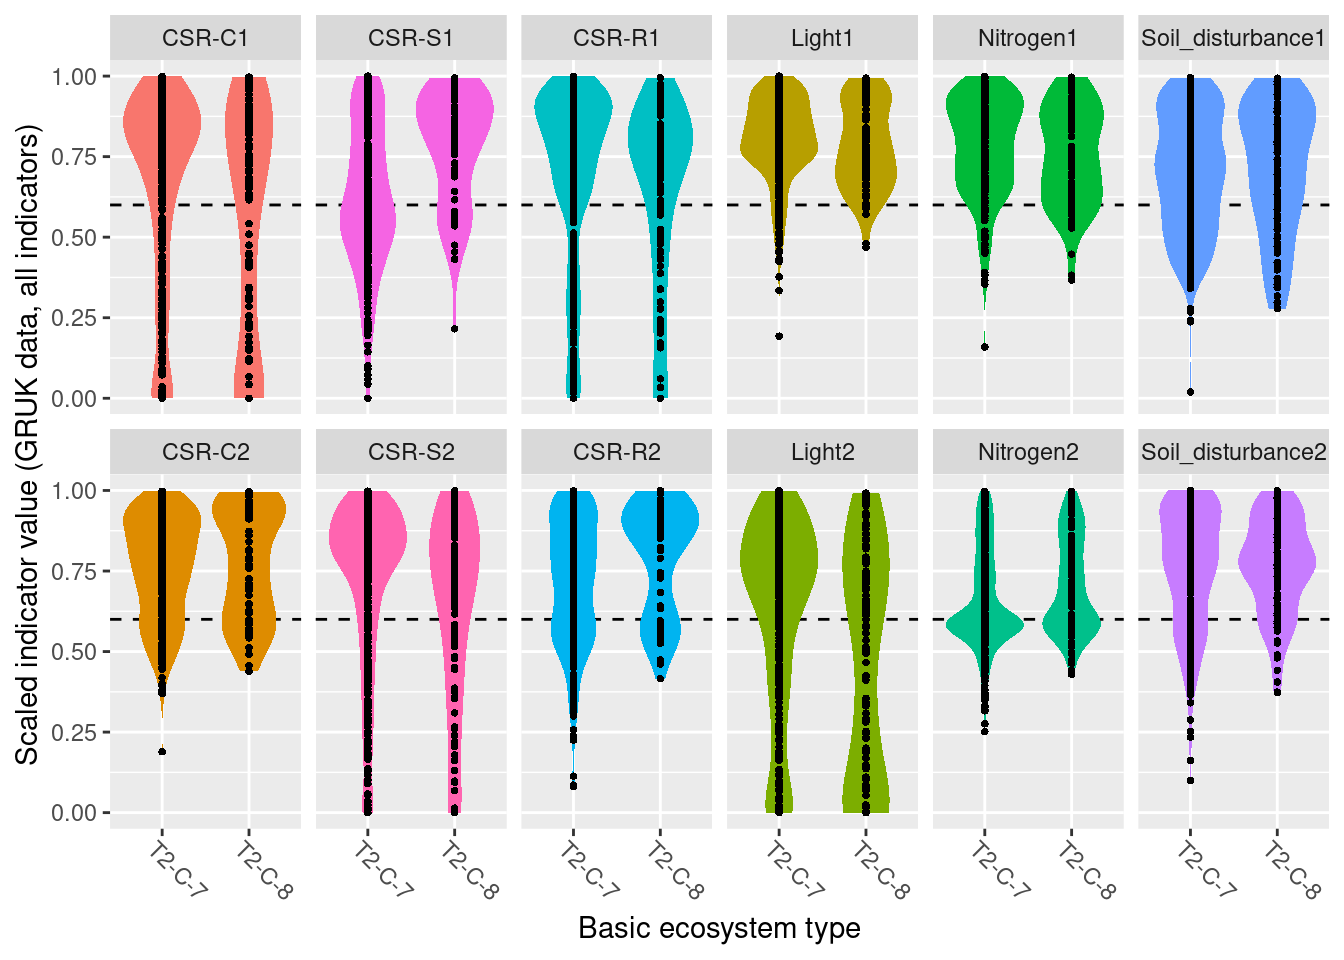 CSR-C1 CSR-S1 CSR-R1 Light1 Nitrogen1 Soil_disturbance1
1.00
0.75
0.50
0.25
0.00
CSR-C2 CSR-S2 CSR-R2 Light2 Nitrogen2 Soil_disturbance2
1.00
0.75
0.50
0.25
0.00
Scaled indicator value (GRUK data, all indicators)
T2-C-7 T2-C-8 T2-C-7 T2-C-8 T2-C-7 T2-C-8 T2-C-7 T2-C-8 T2-C-7 T2-C-8 T2-C-7 T2-C-8
Basic ecosystem type